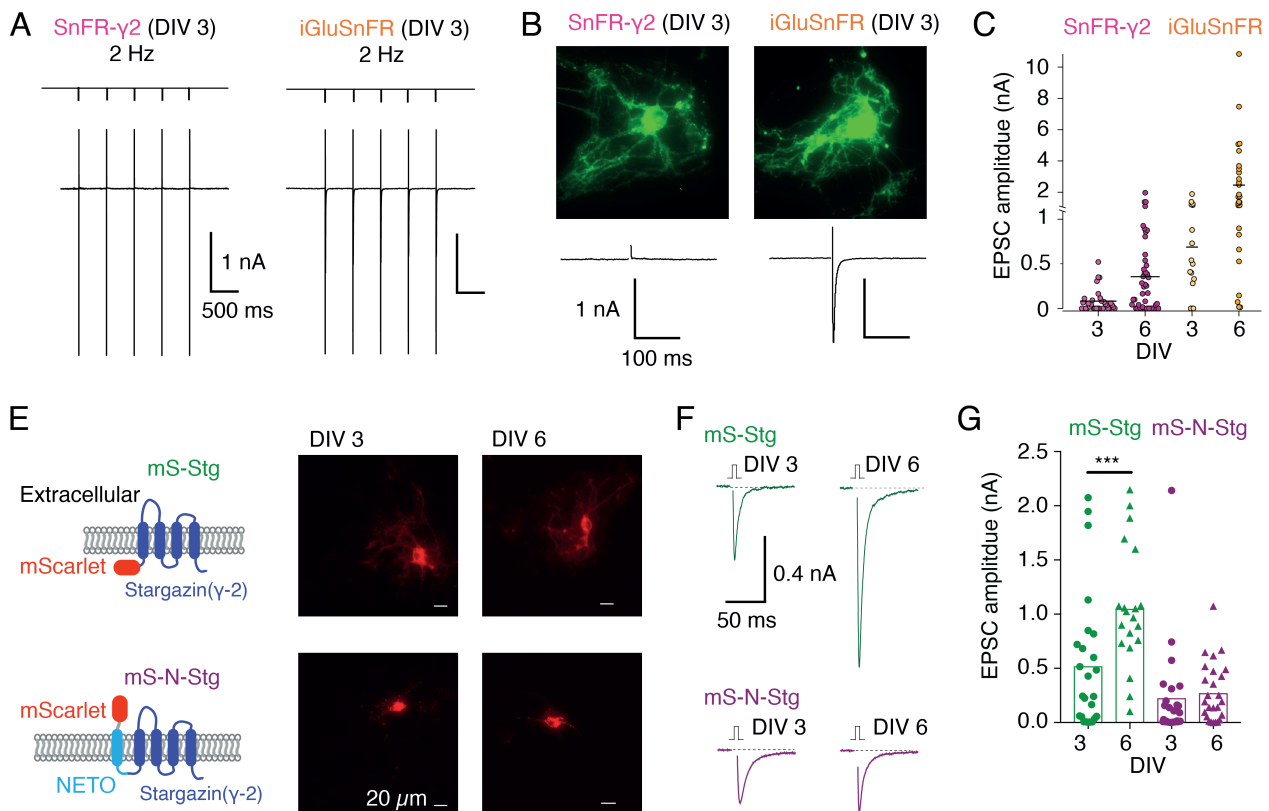 A
SnFR-γ2 (DIV 3)
2 Hz
iGluSnFR (DIV 3)
2 Hz
1 nA
500 ms
B
SnFR-γ2 (DIV 3)
iGluSnFR (DIV 3)
1 nA
100 ms
C
SnFR-γ2
iGluSnFR
EPSC amplitdue (nA)
10
8
6
4
2
1
0.5
0
3
6
3
6
DIV
E
mS-Stg
Extracellular
mScarlet
Stargazin(γ-2)
DIV 3
DIV 6
mS-N-Stg
mScarlet
NETO
Stargazin(γ-2)
20 µm
F
mS-Stg
DIV 3
DIV 6
0.4 nA
50 ms
mS-N-Stg
DIV 3
DIV 6
G
mS-Stg
mS-N-Stg
***
EPSC amplitdue (nA)
2.5
2.0
1.5
1.0
0.5
0.0
3
6
3
6
DIV